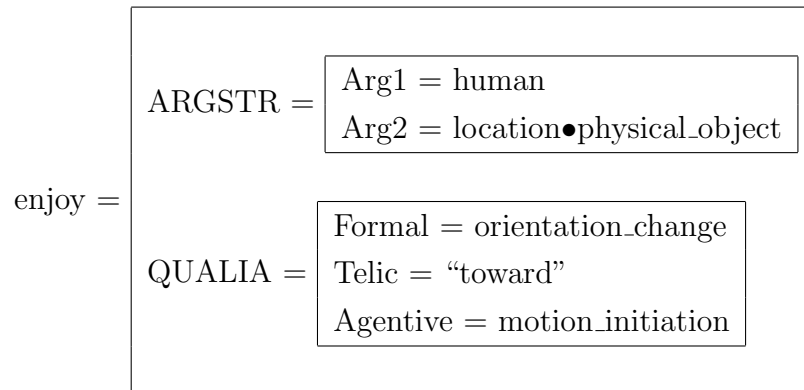 Arg1 = human
ARGSTR =
Arg2 = location•physical_object
enjoy =
Formal = orientation_change
QUALIA =
Telic = “toward”
Agentive = motion_initiation